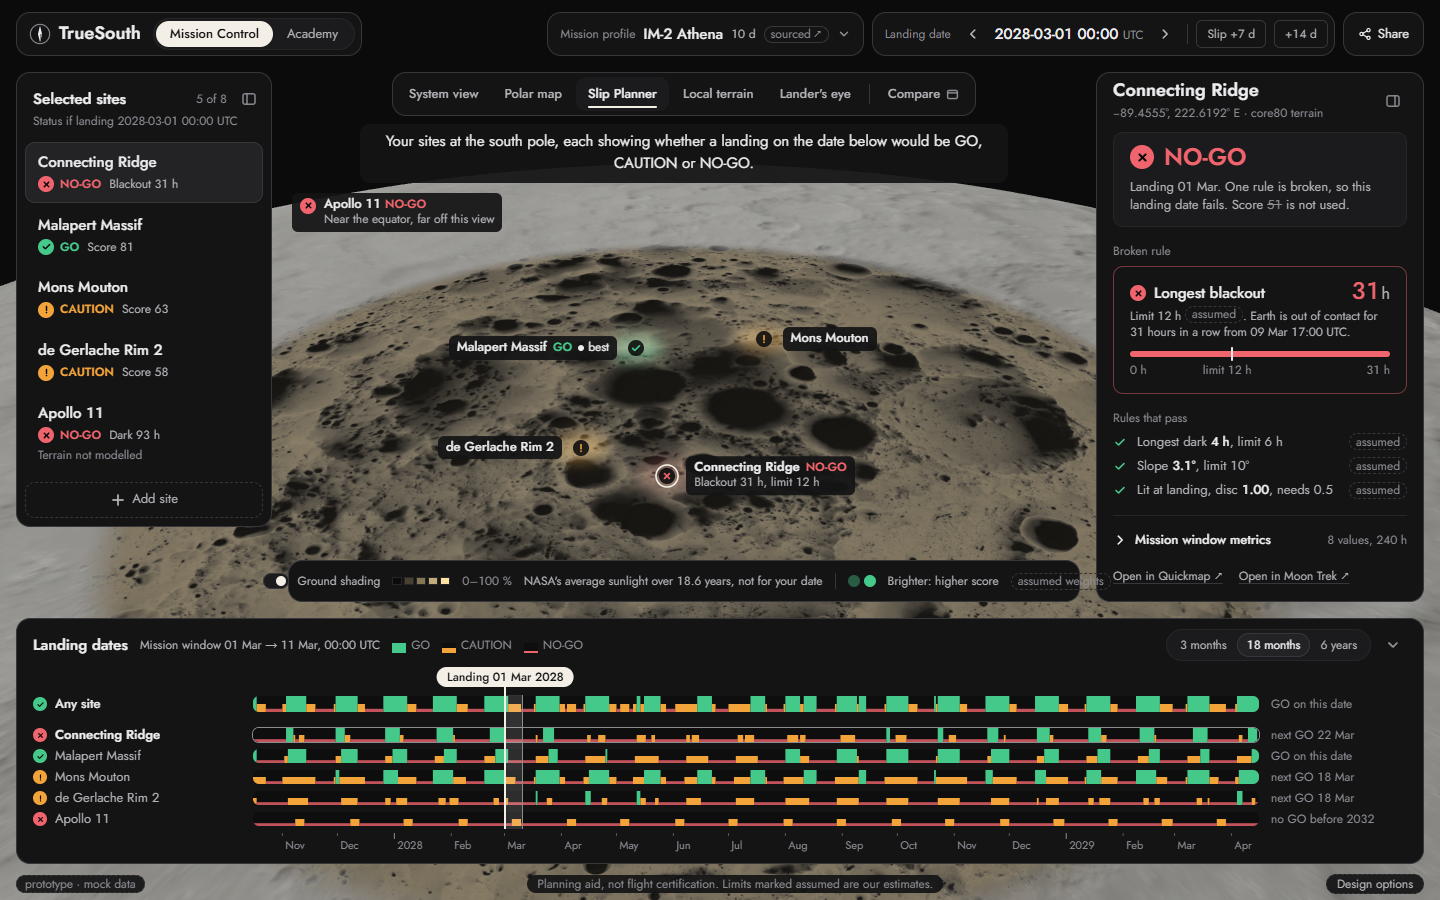 TrueSouth
Mission Control
Academy
Mission profile IM-2 Athena 10 d sourced ↗
Landing date 2028-03-01 00:00 UTC
Slip +7 d
+14 d
Share
Selected sites 5 of 8
Status if landing 2028-03-01 00:00 UTC
Connecting Ridge
NO-GO Blackout 31 h
Malapert Massif
GO Score 81
Mons Mouton
CAUTION Score 63
de Gerlache Rim 2
CAUTION Score 58
Apollo 11
NO-GO Dark 93 h
Terrain not modelled
+ Add site
System view
Polar map
Slip Planner
Local terrain
Lander's eye
Compare
Your sites at the south pole, each showing whether a landing on the date below would be GO,
CAUTION or NO-GO.
Apollo 11 NO-GO
Near the equator, far off this view
Malapert Massif GO ● best
Mons Mouton
de Gerlache Rim 2
Connecting Ridge NO-GO
Blackout 31 h, limit 12 h
Ground shading 0–100 % NASA's average sunlight over 18.6 years, not for your date
Brighter: higher score assumed weights
Connecting Ridge
−89.4555°, 222.6192° E · core80 terrain
NO-GO
Landing 01 Mar. One rule is broken, so this
landing date fails. Score 51 is not used.
Broken rule
Longest blackout 31 h
Limit 12 h assumed . Earth is out of contact for
31 hours in a row from 09 Mar 17:00 UTC.
0 h limit 12 h 31 h
Rules that pass
Longest dark 4 h, limit 6 h assumed
Slope 3.1°, limit 10° assumed
Lit at landing, disc 1.00, needs 0.5 assumed
Mission window metrics 8 values, 240 h
Open in Quickmap ↗ Open in Moon Trek ↗
Landing dates Mission window 01 Mar → 11 Mar, 00:00 UTC GO CAUTION NO-GO
3 months 18 months 6 years
Landing 01 Mar 2028
Any site GO on this date
Connecting Ridge next GO 22 Mar
Malapert Massif GO on this date
Mons Mouton next GO 18 Mar
de Gerlache Rim 2 next GO 18 Mar
Apollo 11 no GO before 2032
Nov Dec 2028 Feb Mar Apr May Jun Jul Aug Sep Oct Nov Dec 2029 Feb Mar Apr
prototype · mock data
Planning aid, not flight certification. Limits marked assumed are our estimates.
Design options